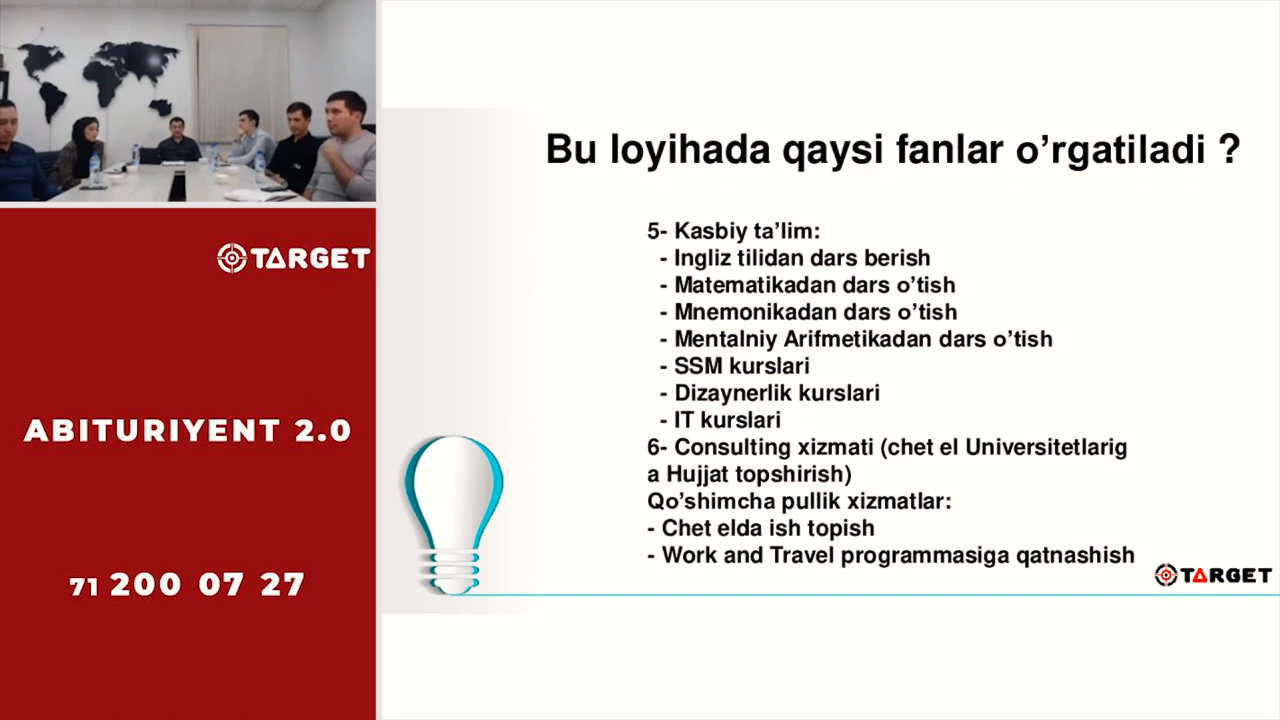 TARGET
ABITURIYENT 2.0
71 200 07 27
Bu loyihada qaysi fanlar o’rgatiladi ?
5- Kasbiy ta’lim:
- Ingliz tilidan dars berish
- Matematikadan dars o’tish
- Mnemonikadan dars o’tish
- Mentalniy Arifmetikadan dars o’tish
- SSM kurslari
- Dizaynerlik kurslari
- IT kurslari
6- Consulting xizmati (chet el Universitetlarig
a Hujjat topshirish)
Qo’shimcha pullik xizmatlar:
- Chet elda ish topish
- Work and Travel programmasiga qatnashish
TARGET